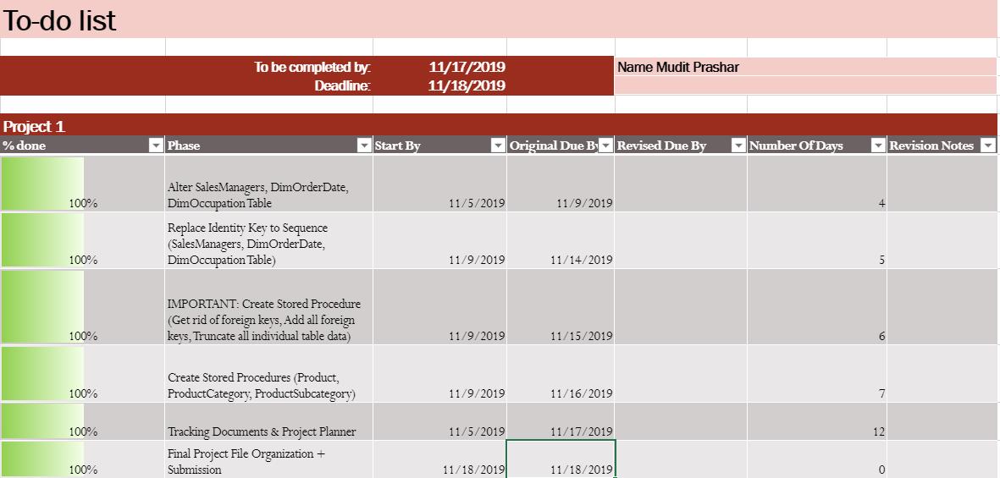 To-do list
To be completed by: 11/17/2019 Name Mudit Prashar
Deadline: 11/18/2019
Project 1
% done Phase Start By Original Due By Revised Due By Number Of Days Revision Notes
Alter SalesManagers, DimOrderDate,
100% DimOccupation Table 11/5/2019 11/9/2019 4
Replace Identity Key to Sequence
(SalesManagers, DimOrderDate,
100% DimOccupation Table) 11/9/2019 11/14/2019 5
IMPORTANT: Create Stored Procedure
(Get rid of foreign keys, Add all foreign
100% keys, Truncate all individual table data) 11/9/2019 11/15/2019 6
Create Stored Procedures (Product,
100% ProductCategory, ProductSubcategory) 11/9/2019 11/16/2019 7
100% Tracking Documents & Project Planner 11/5/2019 11/17/2019 12
Final Project File Organization +
100% Submission 11/18/2019 11/18/2019 0